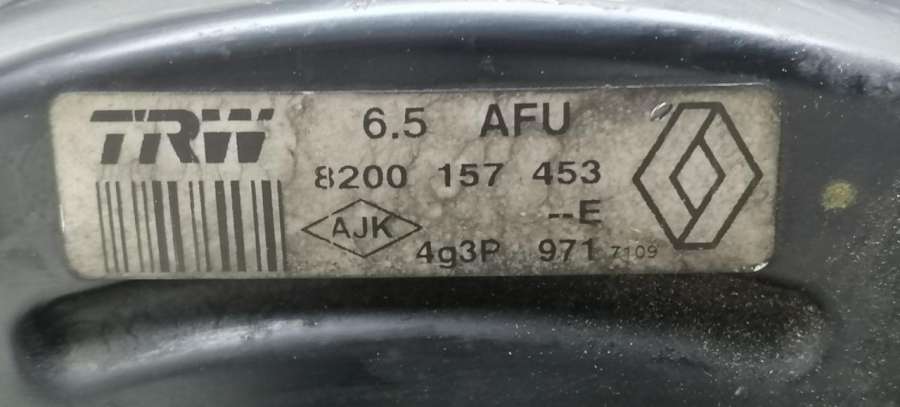 TRW 6.5 AFU
8200 157 453
--E
AJK
4g3P 971 7109